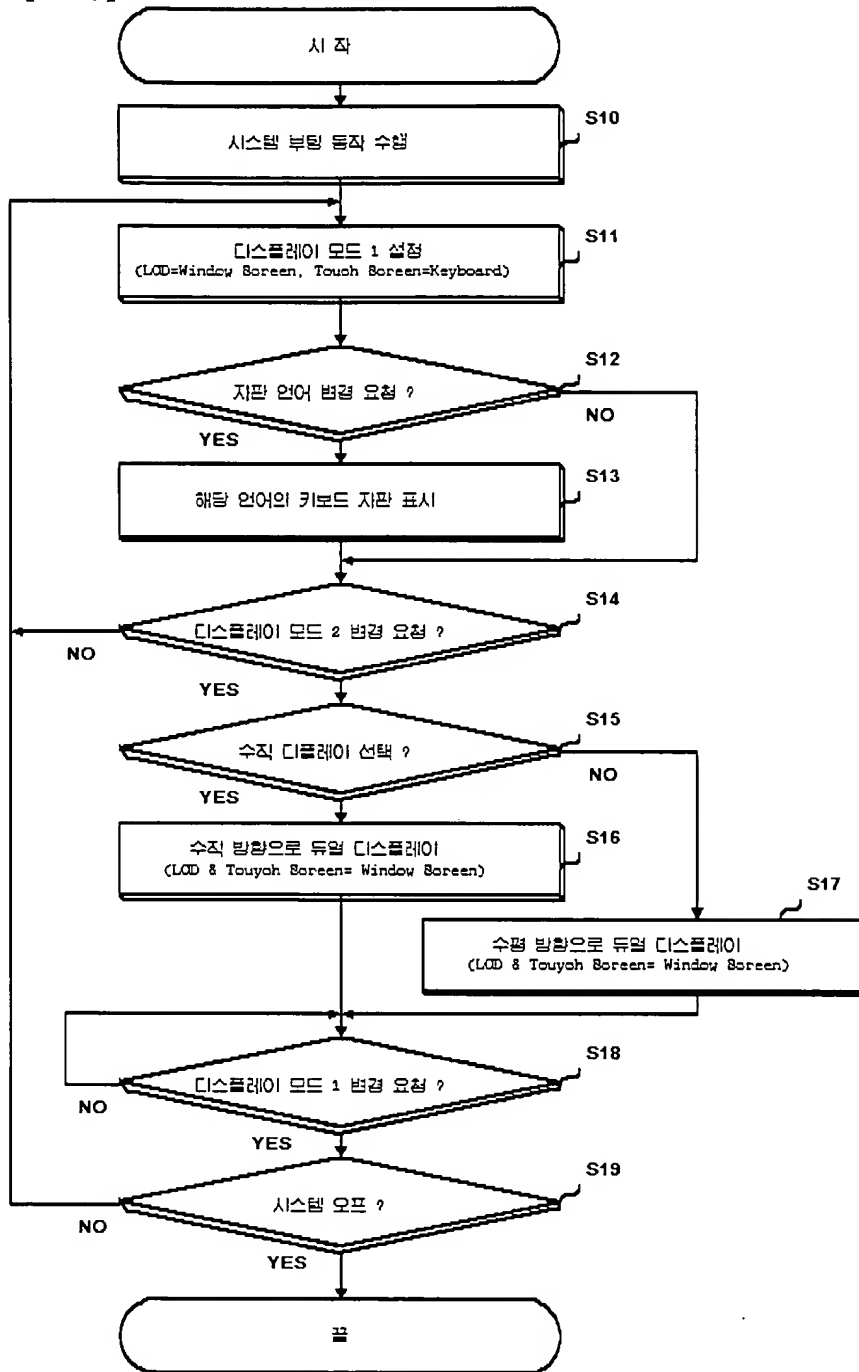 시 작
S10
시스템 부팅 동작 수행
S11
디스플레이 모드 1 설정
(LCD=Window Screen, Touch Screen=Keyboard)
S12
자판 언어 변경 요청 ?
NO
YES
S13
해당 언어의 키보드 자판 표시
S14
디스플레이 모드 2 변경 요청 ?
NO
YES
S15
수직 디플레이 선택 ?
NO
YES
S16
수직 방향으로 듀얼 디스플레이
(LCD & Touych Screen= Window Screen)
S17
수평 방향으로 듀얼 디스플레이
(LCD & Touych Screen= Window Screen)
S18
디스플레이 모드 1 변경 요청 ?
NO
YES
S19
시스템 오프 ?
NO
YES
끝